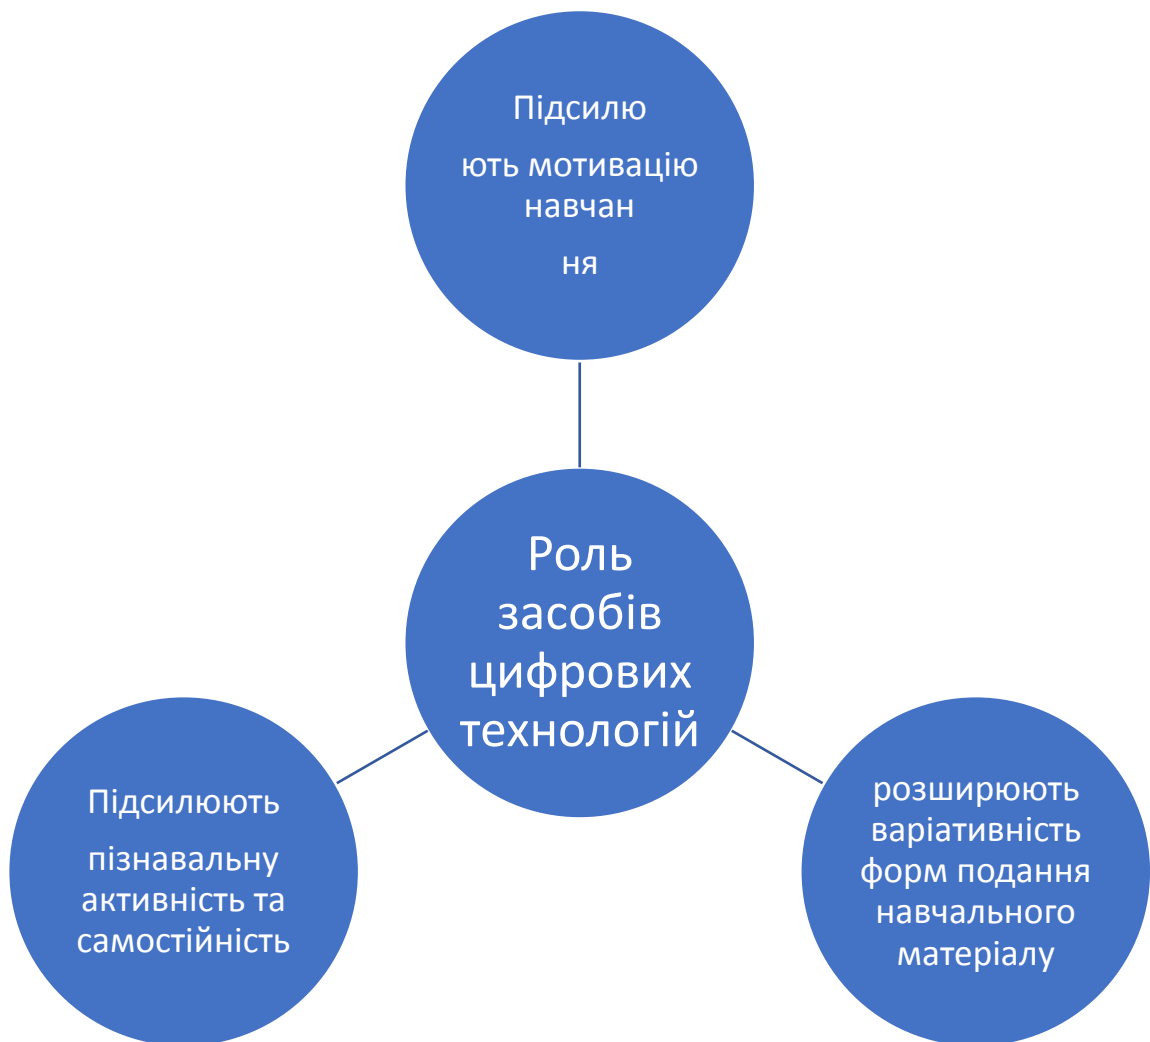 Підсилю
ють мотивацію
навчан
ня
Роль
засобів
цифрових
технологій
Підсилюють
пізнавальну
активність та
самостійність
розширюють
варіативність
форм подання
навчального
матеріалу